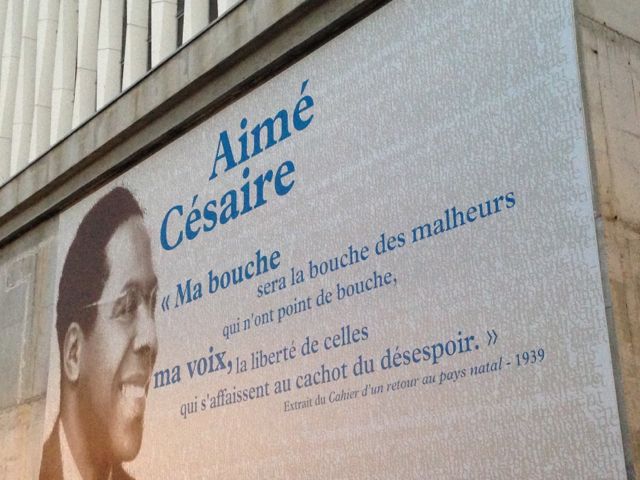 Aimé
Césaire
« Ma bouche
sera la bouche des malheurs
qui n'ont point de bouche,
ma voix, la liberté de celles
qui s'affaissent au cachot du désespoir. »
Extrait du Cahier d'un retour au pays natal - 1939